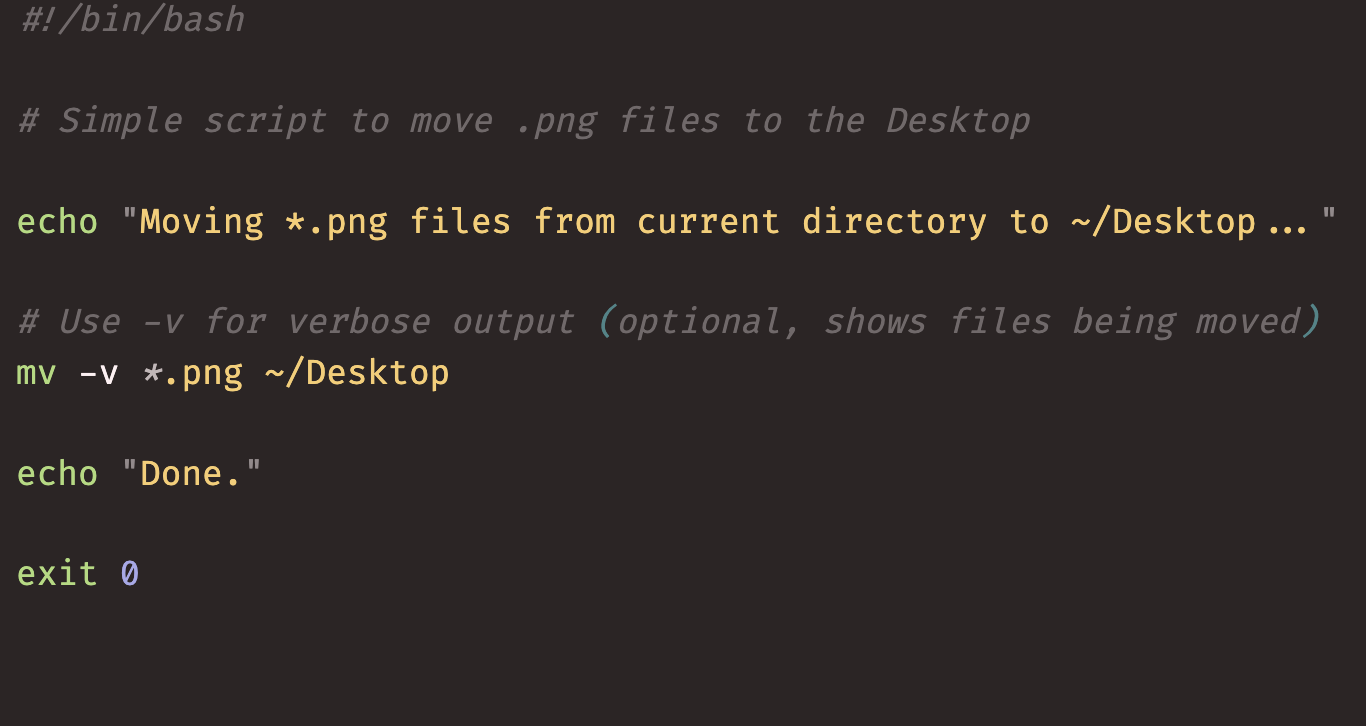 #!/bin/bash
# Simple script to move .png files to the Desktop
echo "Moving *.png files from current directory to ~/Desktop..."
# Use -v for verbose output (optional, shows files being moved)
mv -v *.png ~/Desktop
echo "Done."
exit 0